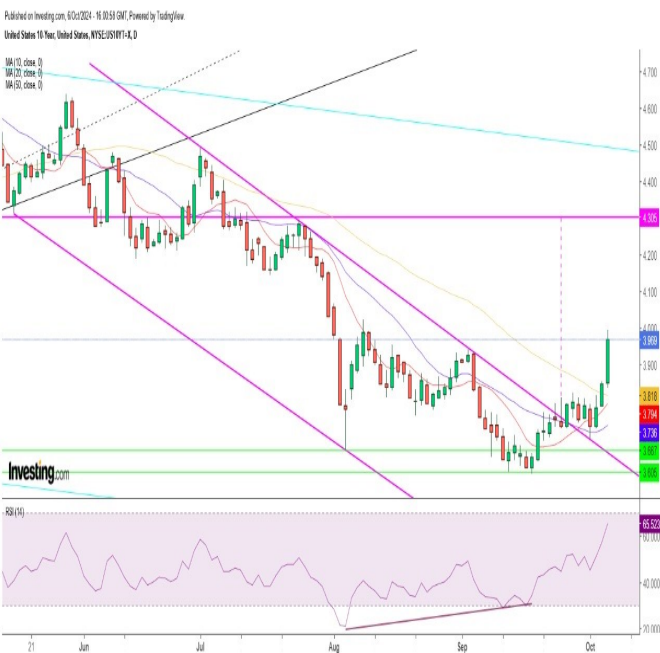 Published on Investing.com, 6/Oct/2024 - 16:00:58 GMT, Powered by TradingView.
United States 10-Year, United States, NYSE:US10YT=X, D
MA (10, close, 0)
MA (20, close, 0)
MA (50, close, 0)
4.700
4.600
4.500
4.400
4.305
4.200
4.100
4.000
3.969
3.900
3.818
3.794
3.736
3.667
3.605
Investing.com
RSI (14)
65.523
60.000
40.000
20.000
21 Jun Jul Aug Sep Oct